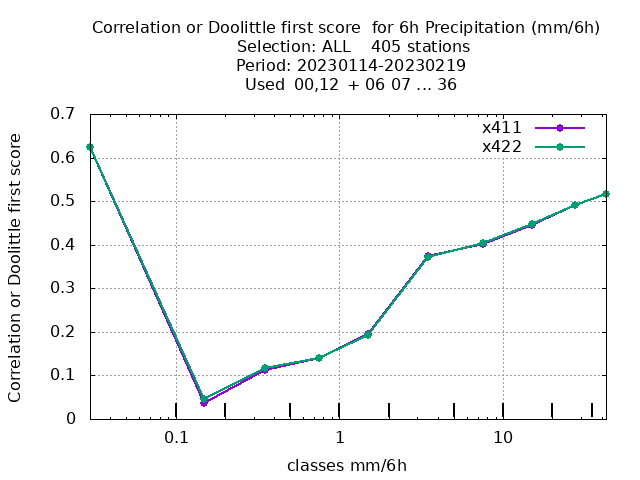 Correlation or Doolittle first score  for 6h Precipitation (mm/6h)
Selection: ALL    405 stations
Period: 20230114-20230219
Used  00,12  + 06 07 ... 36
x411
x422
Correlation or Doolittle first score
0.7
0.6
0.5
0.4
0.3
0.2
0.1
0
0.1
1
10
classes mm/6h